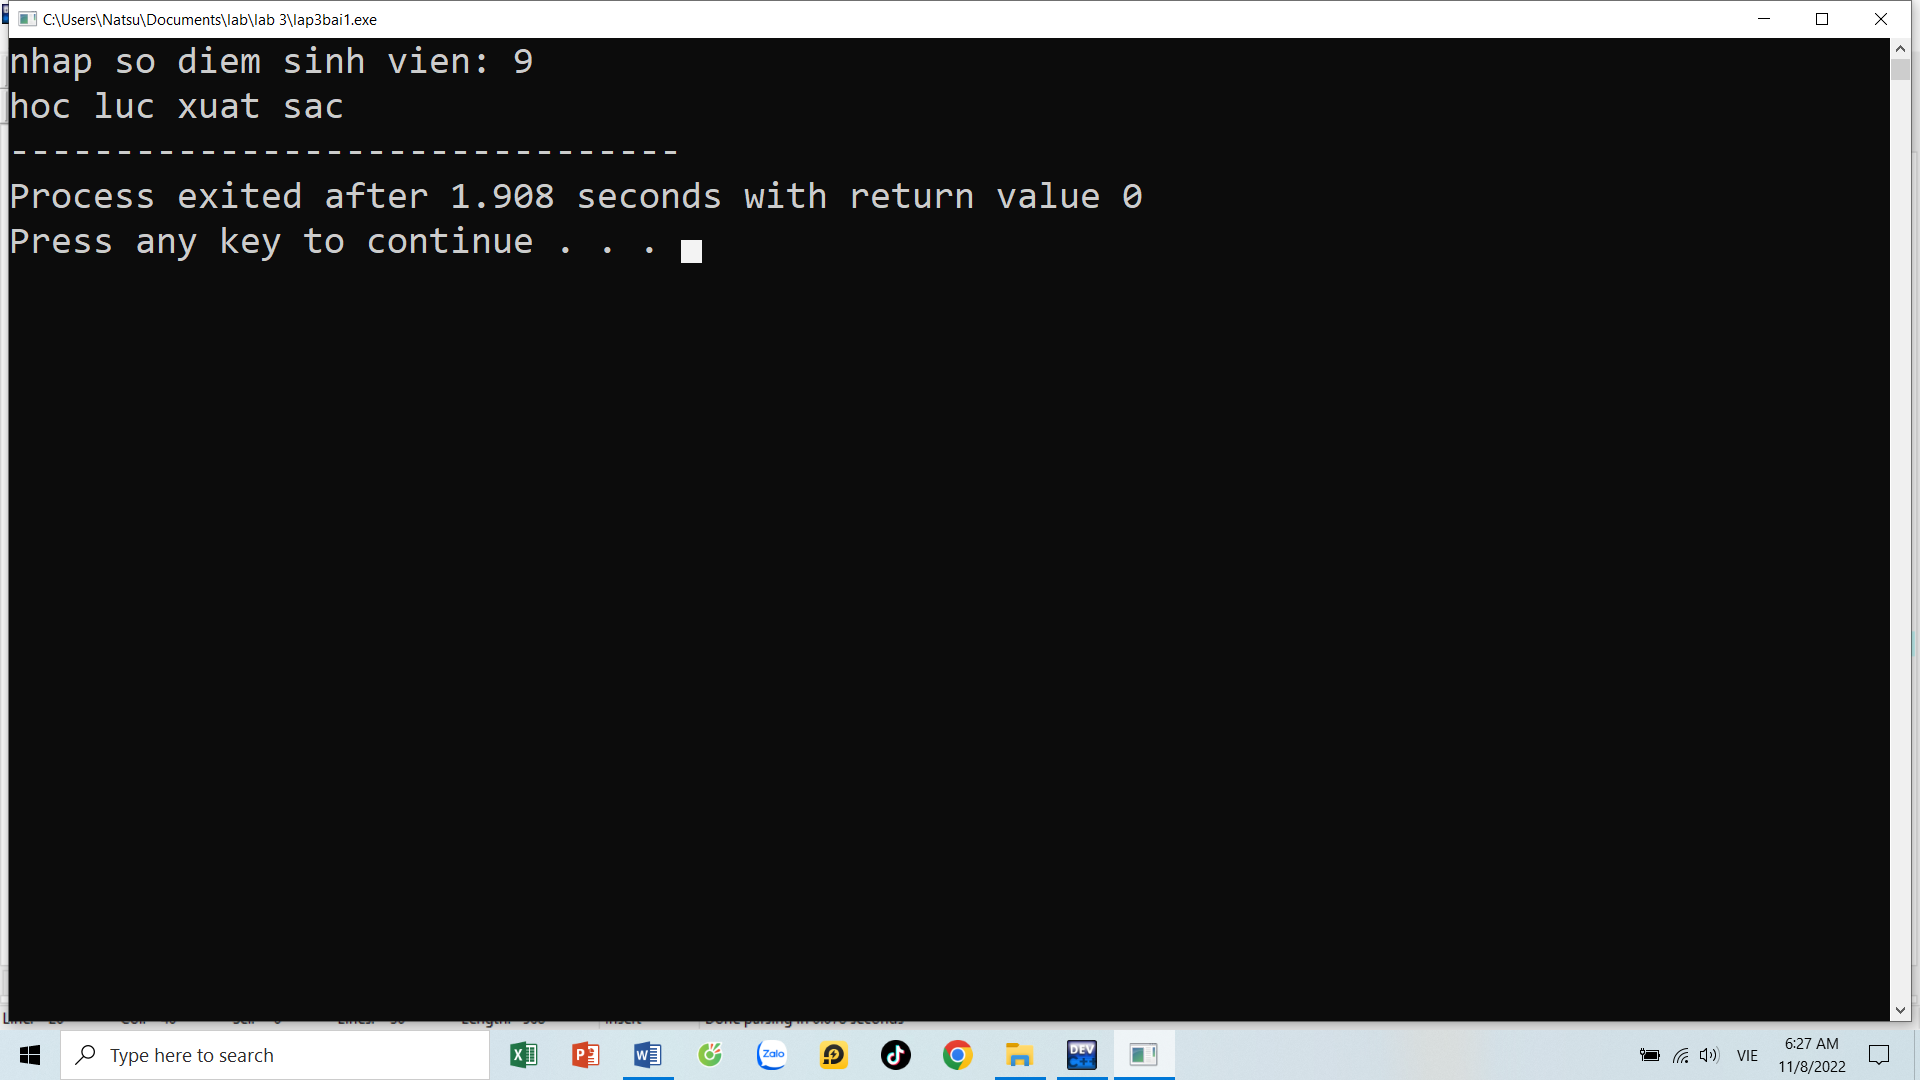 C:\Users\Natsu\Documents\lab\lab 3\lap3bai1.exe
nhap so diem sinh vien: 9
hoc luc xuat sac
--------------------------------
Process exited after 1.908 seconds with return value 0
Press any key to continue . . .
Type here to search
Zalo
DEV
C++
VIE
6:27 AM
11/8/2022